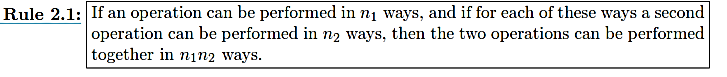 Rule 2.1: If an operation can be performed in n₁ ways, and if for each of these ways a second
operation can be performed in n₂ ways, then the two operations can be performed
together in n₁n₂ ways.